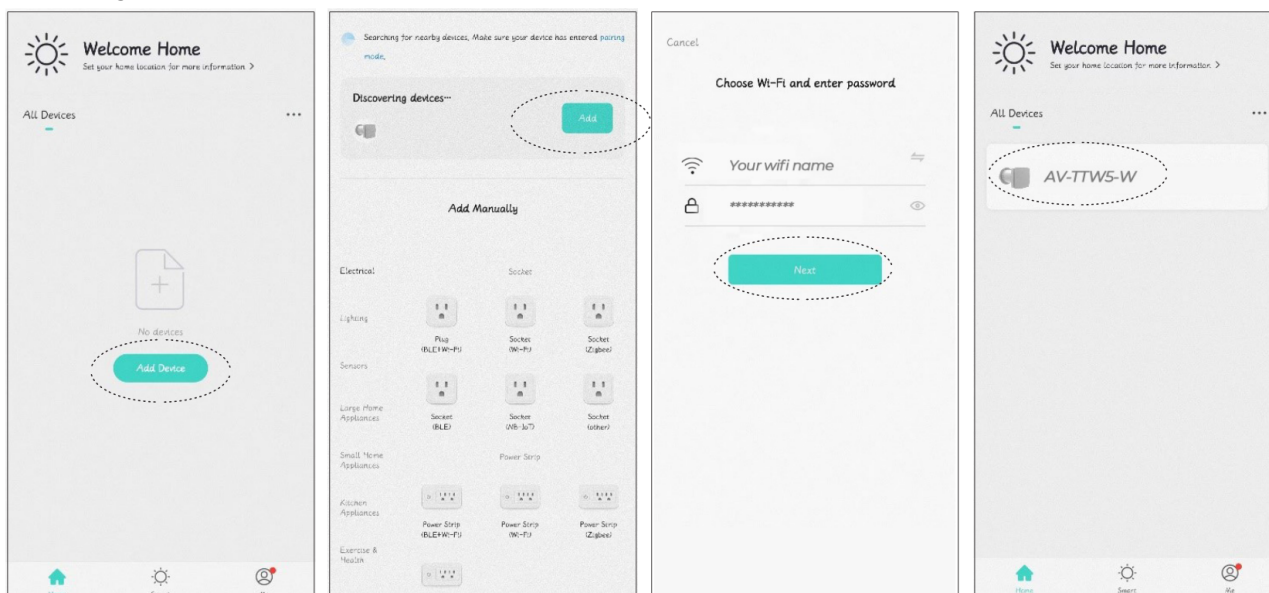 Welcome Home
Set your home location for more information >
All Devices
No devices
Add Device
Searching for nearby devices, Make sure your device has entered pairing
mode.
Discovering devices...
Add
Add Manually
Electrical
Socket
Lighting
Plug
(BLE+Wi-Fi)
Socket
(Wi-Fi)
Socket
(Zigbee)
Sensors
Large Home
Appliances
Socket
(BLE)
Socket
(NB-IoT)
Socket
(other)
Small Home
Appliances
Power Strip
Kitchen
Appliances
Power Strip
(BLE+Wi-Fi)
Power Strip
(Wi-Fi)
Power Strip
(Zigbee)
Exercise &
Health
Cancel
Choose Wi-Fi and enter password
Your wifi name
***********
Next
Welcome Home
Set your home location for more information >
All Devices
AV-TTW5-W
Home
Smart
Me